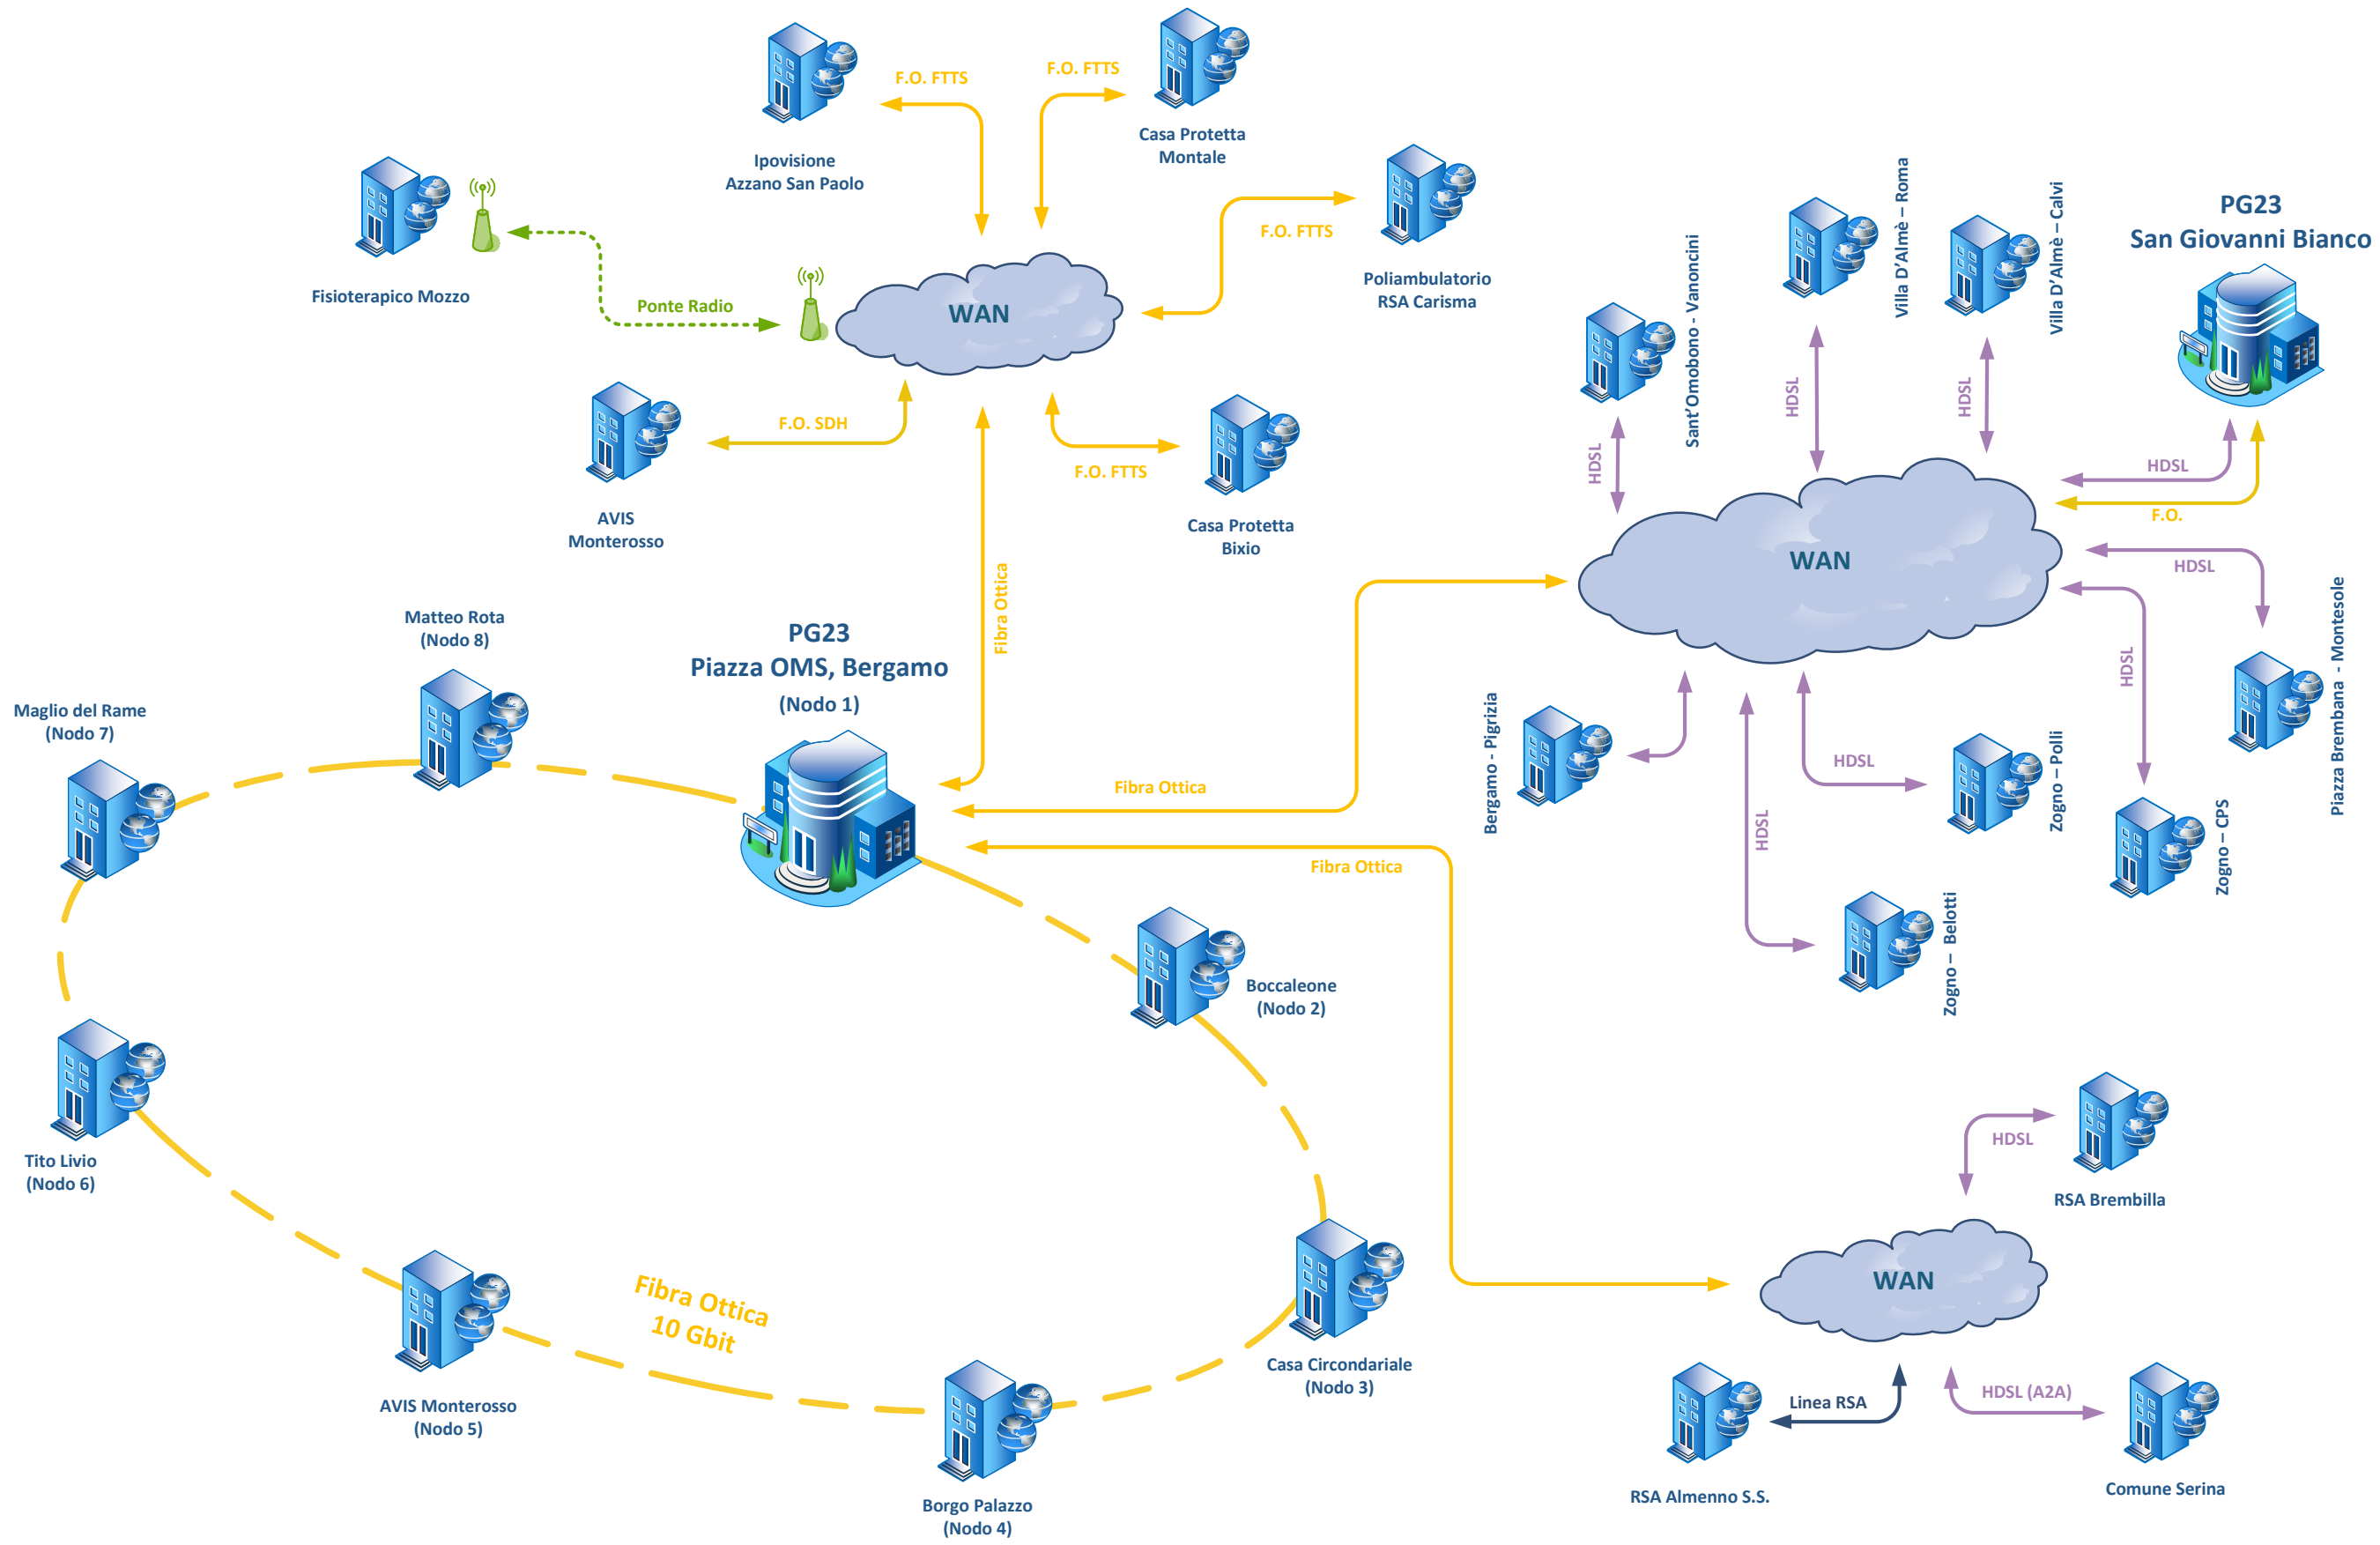 F.O. FTTS
F.O. FTTS
Ipovisione
Azzano San Paolo
Casa Protetta
Montale
Fisioterapico Mozzo
Ponte Radio
WAN
F.O. FTTS
Poliambulatorio
RSA Carisma
F.O. SDH
AVIS
Monterosso
F.O. FTTS
Casa Protetta
Bixio
Fibra Ottica
Sant'Omobono - Vanoncini
HDSL
Villa D'Almè – Roma
HDSL
Villa D'Almè – Calvi
HDSL
PG23
San Giovanni Bianco
HDSL
F.O.
WAN
HDSL
Piazza Brembana - Montesole
HDSL
Zogno – CPS
Bergamo - Pigrizia
HDSL
Zogno – Polli
HDSL
Zogno – Belotti
Matteo Rota
(Nodo 8)
PG23
Piazza OMS, Bergamo
(Nodo 1)
Maglio del Rame
(Nodo 7)
Fibra Ottica
Fibra Ottica
Boccaleone
(Nodo 2)
Tito Livio
(Nodo 6)
Fibra Ottica
10 Gbit
Casa Circondariale
(Nodo 3)
AVIS Monterosso
(Nodo 5)
Borgo Palazzo
(Nodo 4)
HDSL
RSA Brembilla
WAN
Linea RSA
HDSL (A2A)
RSA Almenno S.S.
Comune Serina